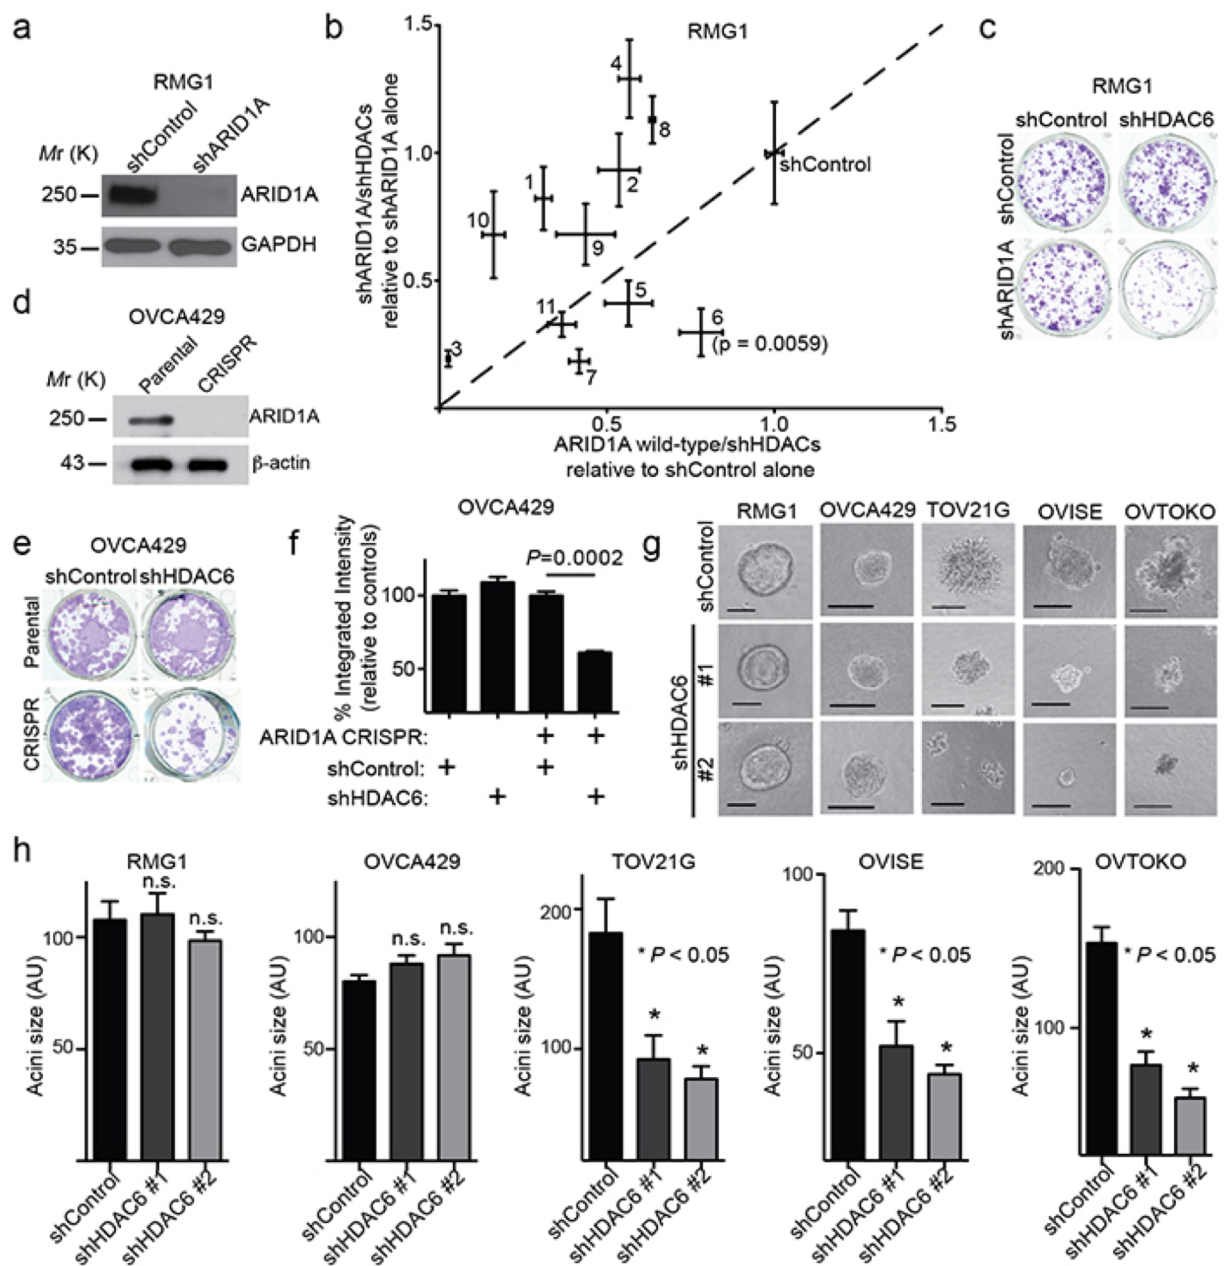 a
RMG1
shControl
shARID1A
Mr (K)
250
ARID1A
35
GAPDH
b
RMG1
1.5
1.0
0.5
shARID1A/shHDACs
relative to shARID1A alone
4
8
shControl
2
1
10
9
5
6
(p = 0.0059)
11
3
7
0.5
1.0
1.5
ARID1A wild-type/shHDACs
relative to shControl alone
c
RMG1
shControl shHDAC6
shControl
shARID1A
d
OVCA429
Parental
CRISPR
Mr (K)
250
ARID1A
43
β-actin
e
OVCA429
shControl shHDAC6
Parental
CRISPR
f
OVCA429
% Integrated Intensity
(relative to controls)
100
50
P=0.0002
ARID1A CRISPR: + +
shControl: + +
shHDAC6: + +
g
RMG1 OVCA429 TOV21G OVISE OVTOKO
shControl
shHDAC6
#1
#2
h
RMG1
Acini size (AU)
100
50
n.s.
n.s.
shControl
shHDAC6 #1
shHDAC6 #2
OVCA429
Acini size (AU)
100
50
n.s.
n.s.
shControl
shHDAC6 #1
shHDAC6 #2
TOV21G
Acini size (AU)
200
100
* P < 0.05
*
*
shControl
shHDAC6 #1
shHDAC6 #2
OVISE
Acini size (AU)
100
50
* P < 0.05
*
*
shControl
shHDAC6 #1
shHDAC6 #2
OVTOKO
Acini size (AU)
200
100
* P < 0.05
*
*
shControl
shHDAC6 #1
shHDAC6 #2